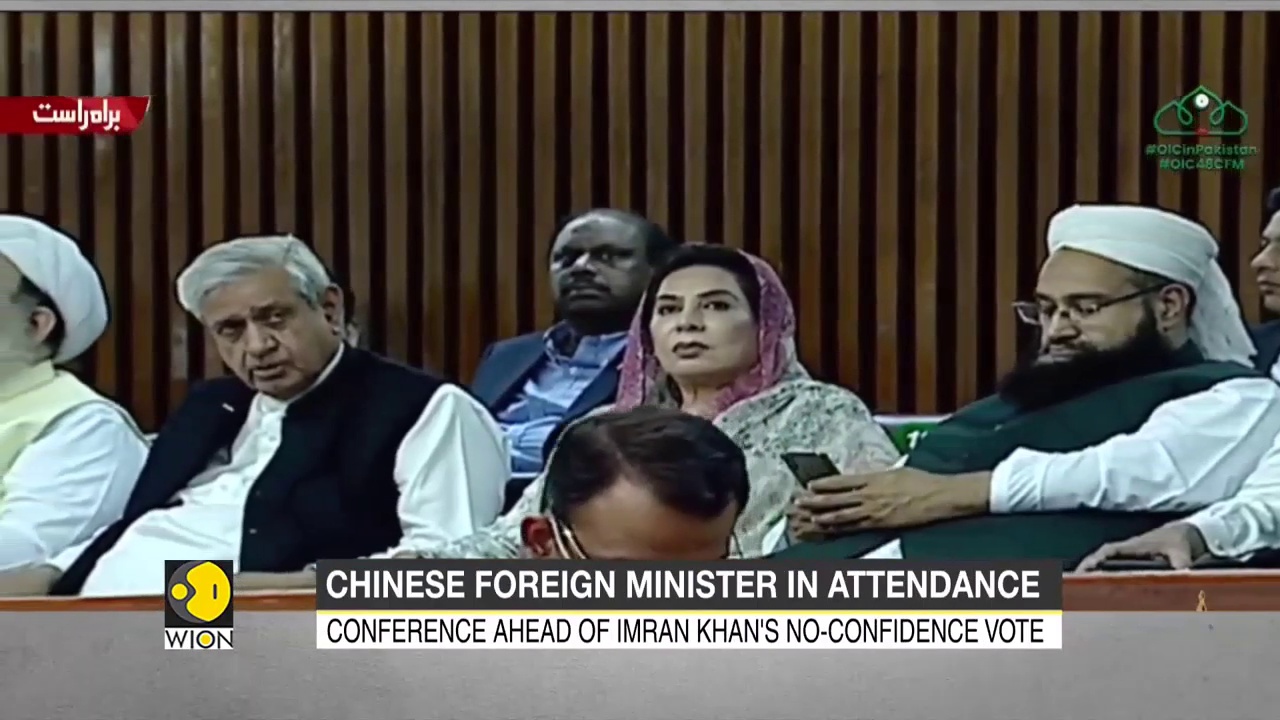 براہ راست
#OICinPakistan
#OIC48CFM
CHINESE FOREIGN MINISTER IN ATTENDANCE
CONFERENCE AHEAD OF IMRAN KHAN'S NO-CONFIDENCE VOTE
WION